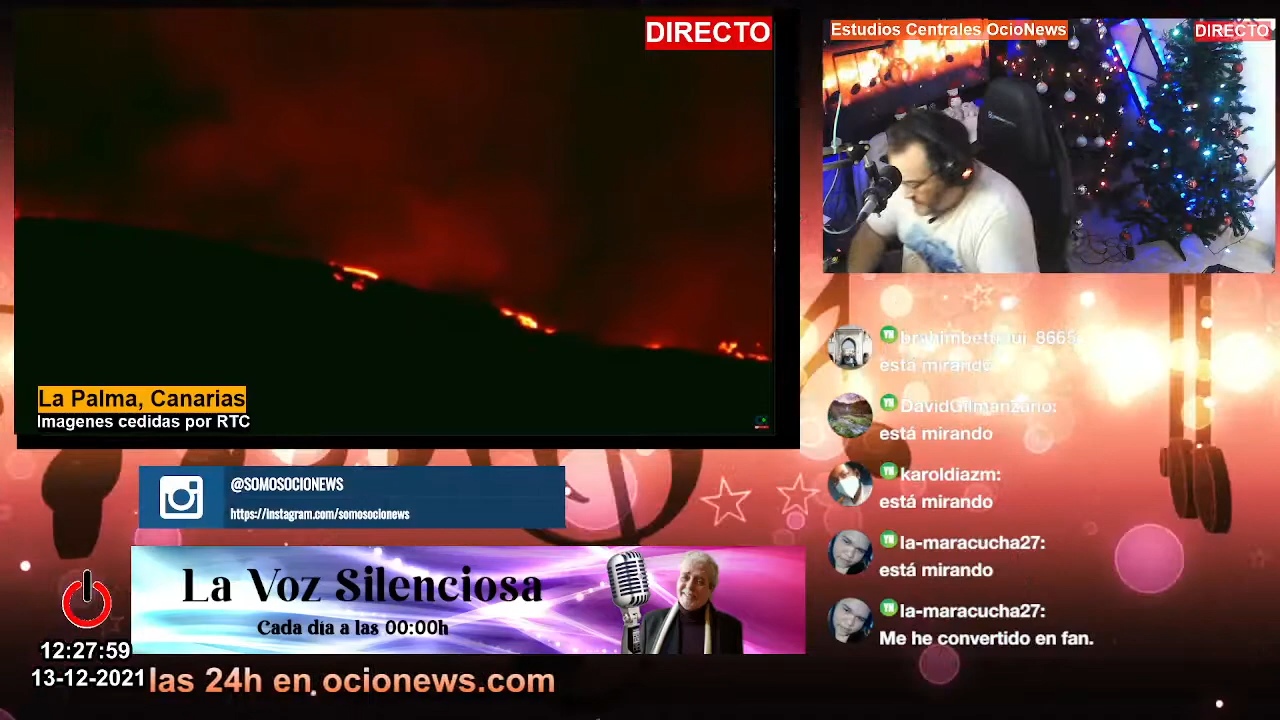 DIRECTO
La Palma, Canarias
Imagenes cedidas por RTC
Estudios Centrales OcioNews
DIRECTO
brahimbettioui_8665:
está mirando
DavidGilmanzano:
está mirando
karoldiazm:
está mirando
la-maracucha27:
está mirando
la-maracucha27:
Me he convertido en fan.
@SOMOSOCIONEWS
https://instagram.com/somosocionews
La Voz Silenciosa
Cada día a las 00:00h
12:27:59
13-12-2021
las 24h en ocionews.com